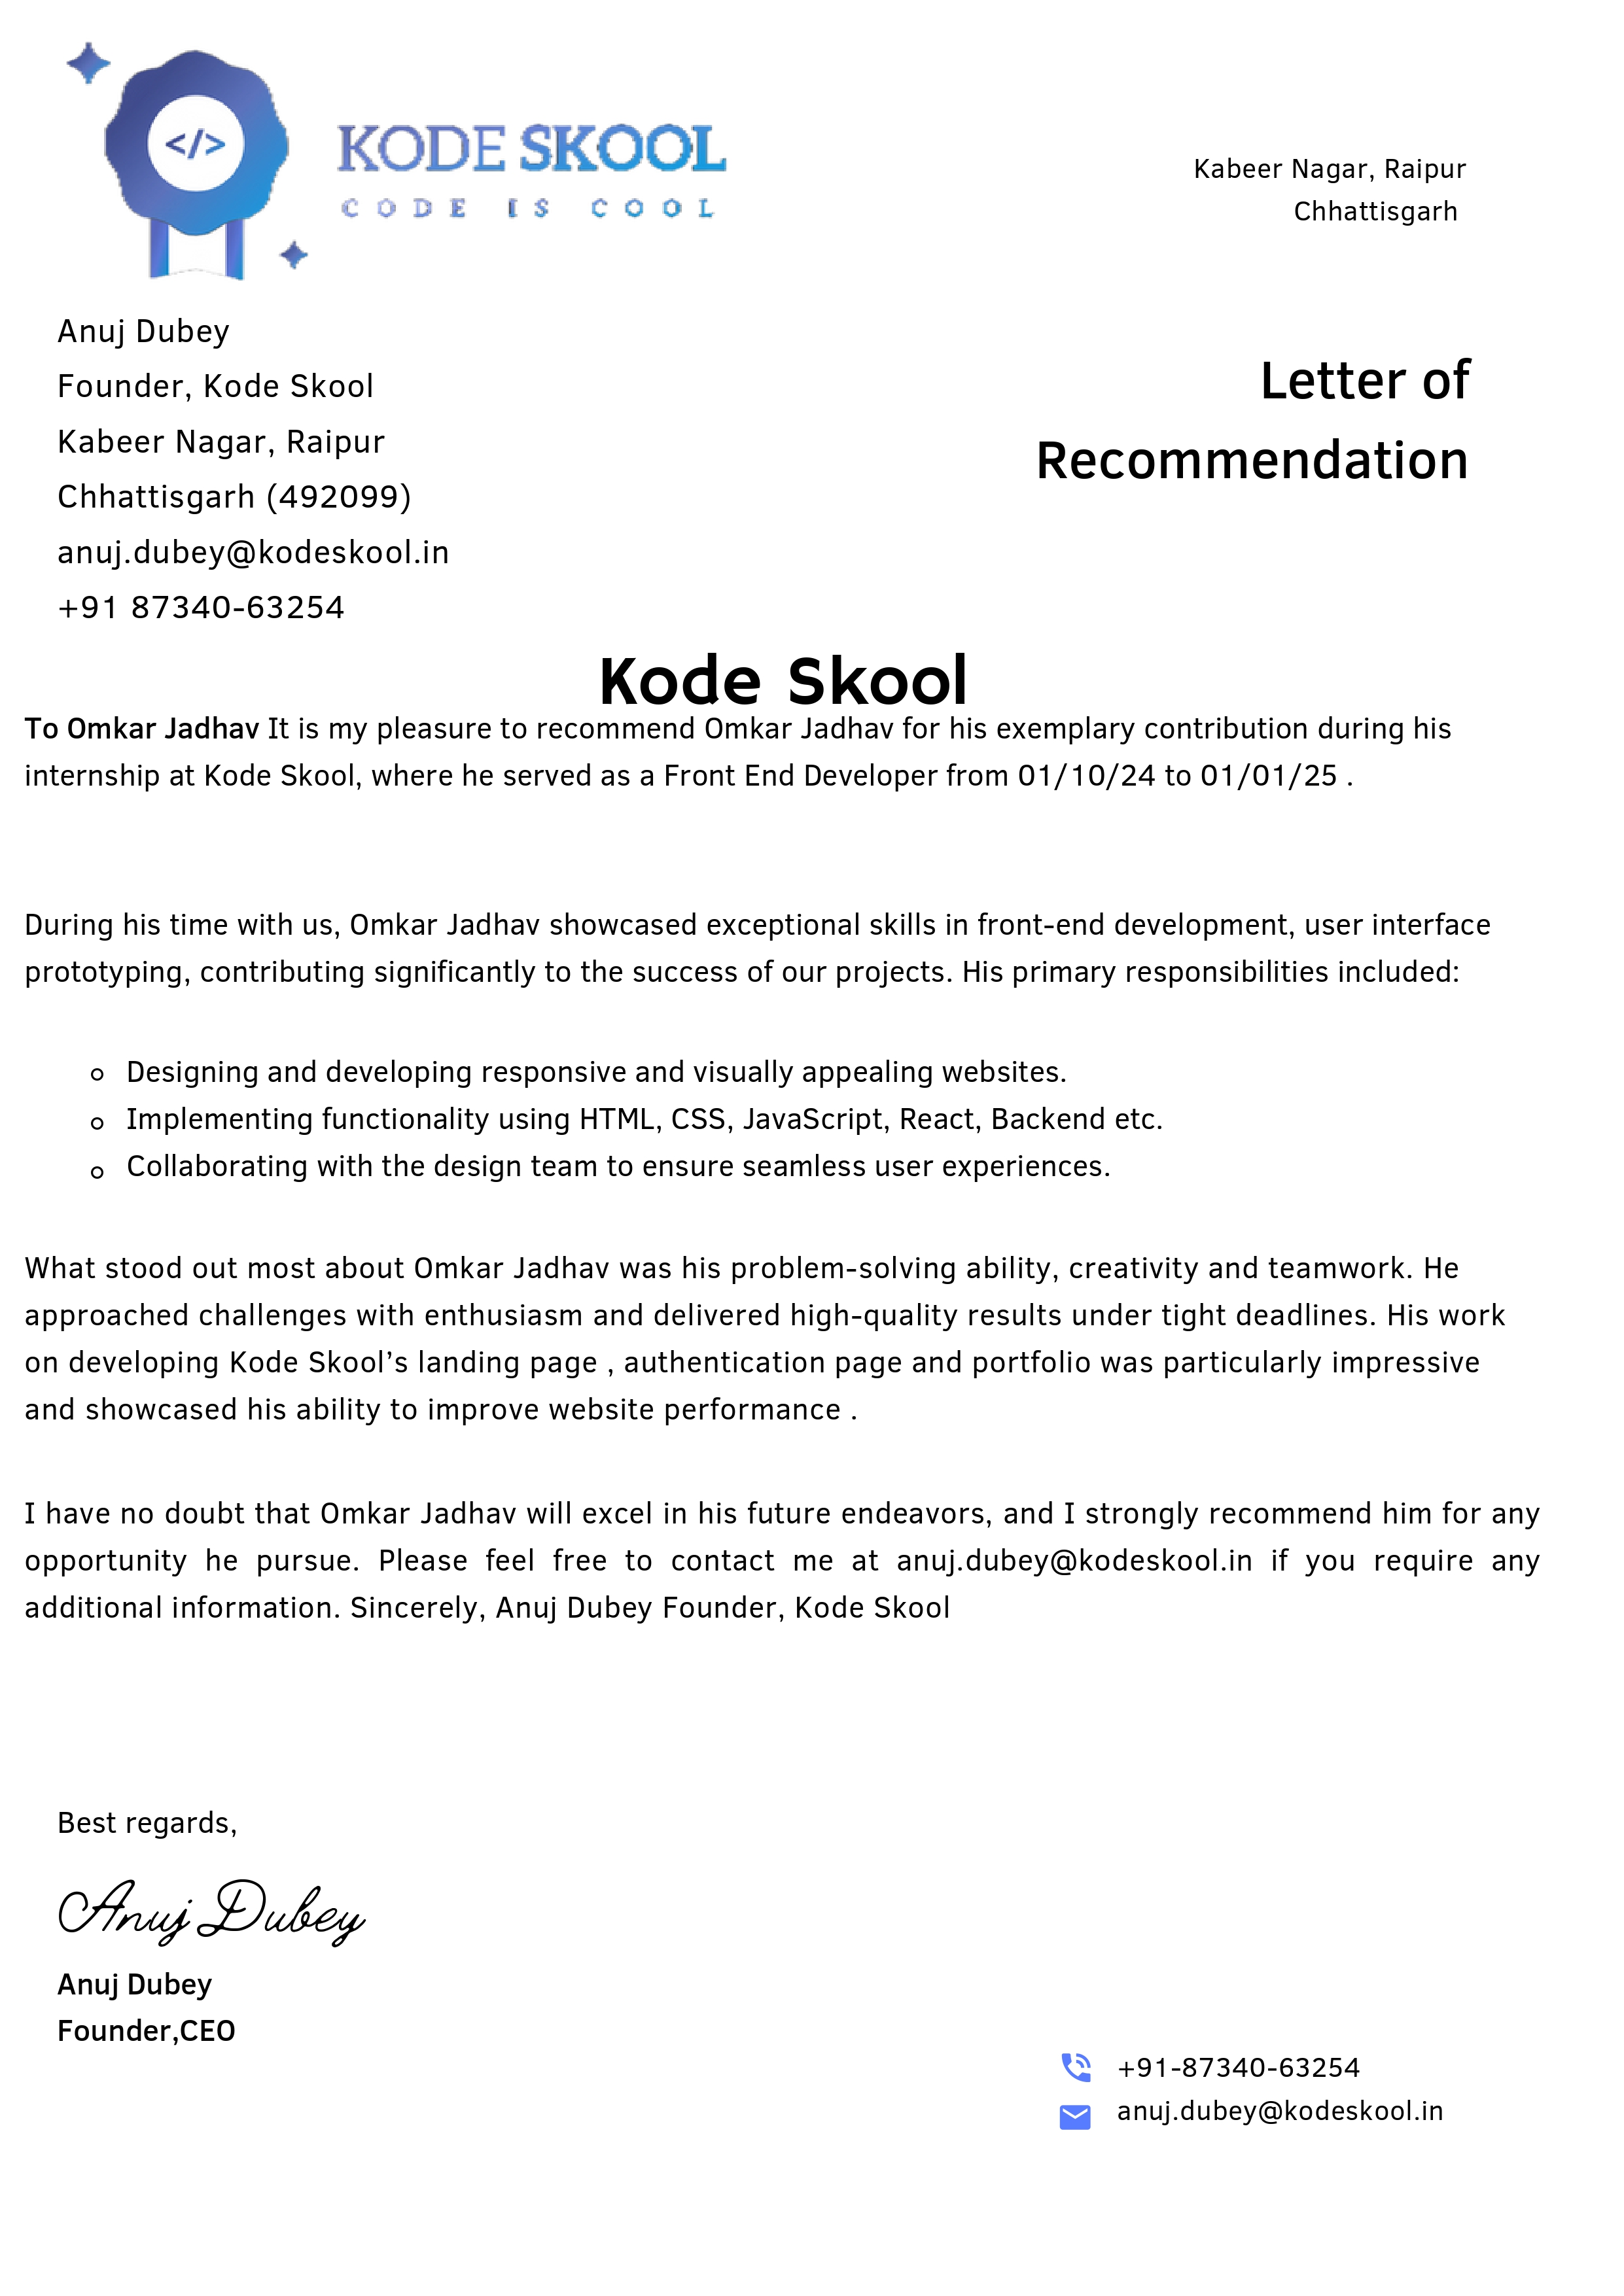 </>
KODE SKOOL
CODE IS COOL
Kabeer Nagar, Raipur
Chhattisgarh
Anuj Dubey
Founder, Kode Skool
Kabeer Nagar, Raipur
Chhattisgarh (492099)
anuj.dubey@kodeskool.in
+91 87340-63254
Letter of
Recommendation
Kode Skool
To Omkar Jadhav It is my pleasure to recommend Omkar Jadhav for his exemplary contribution during his
internship at Kode Skool, where he served as a Front End Developer from 01/10/24 to 01/01/25 .
During his time with us, Omkar Jadhav showcased exceptional skills in front-end development, user interface
prototyping, contributing significantly to the success of our projects. His primary responsibilities included:
Designing and developing responsive and visually appealing websites.
Implementing functionality using HTML, CSS, JavaScript, React, Backend etc.
Collaborating with the design team to ensure seamless user experiences.
What stood out most about Omkar Jadhav was his problem-solving ability, creativity and teamwork. He
approached challenges with enthusiasm and delivered high-quality results under tight deadlines. His work
on developing Kode Skool’s landing page , authentication page and portfolio was particularly impressive
and showcased his ability to improve website performance .
I have no doubt that Omkar Jadhav will excel in his future endeavors, and I strongly recommend him for any
opportunity he pursue. Please feel free to contact me at anuj.dubey@kodeskool.in if you require any
additional information. Sincerely, Anuj Dubey Founder, Kode Skool
Best regards,
Anuj Dubey
Anuj Dubey
Founder,CEO
+91-87340-63254
anuj.dubey@kodeskool.in